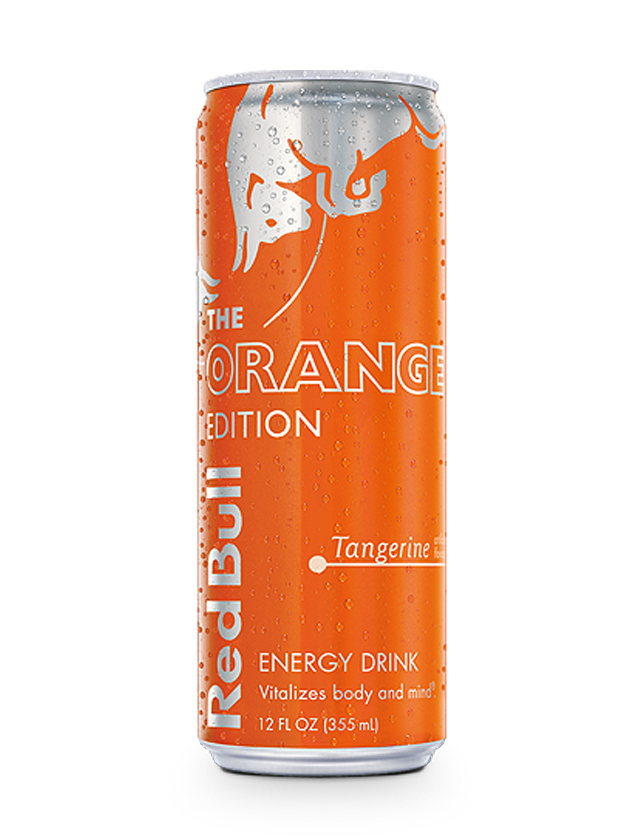 THE
ORANGE
EDITION
Red Bull
Tangerine
ENERGY DRINK
Vitalizes body and mind®.
12 FL OZ (355 mL)